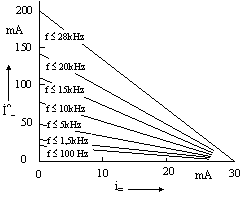 200
mA
f ≤ 28kHz
150
f ≤ 20kHz
f ≤ 15kHz
100
f ≤ 10kHz
50
f ≤ 5kHz
f ≤ 1,5kHz
f ≤ 100 Hz
0
0
10
20
mA
30
i=